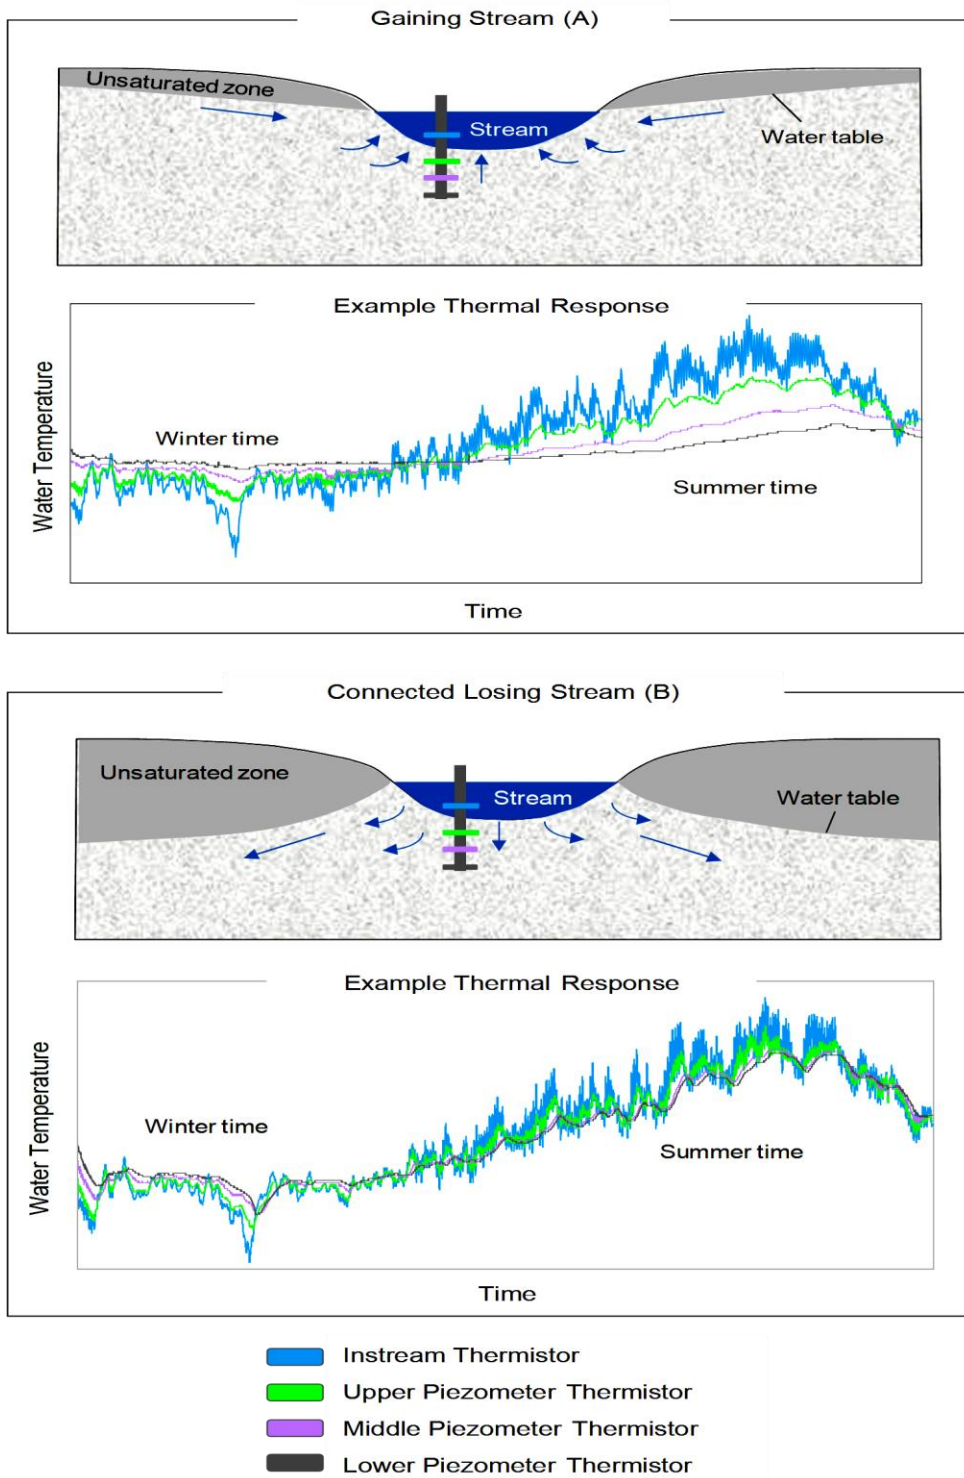 Gaining Stream (A)
Unsaturated zone
Stream
Water table
Example Thermal Response
Water Temperature
Winter time
Summer time
Time
Connected Losing Stream (B)
Unsaturated zone
Stream
Water table
Example Thermal Response
Water Temperature
Winter time
Summer time
Time
Instream Thermistor
Upper Piezometer Thermistor
Middle Piezometer Thermistor
Lower Piezometer Thermistor